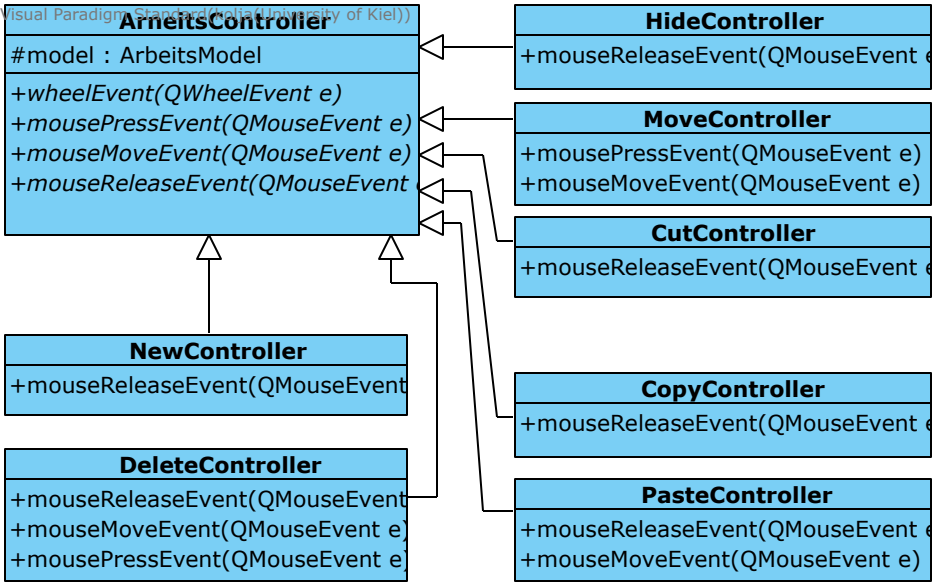 Visual Paradigm Standard(kolja(University of Kiel))
ArneitsController
#model : ArbeitsModel
+wheelEvent(QWheelEvent e)
+mousePressEvent(QMouseEvent e)
+mouseMoveEvent(QMouseEvent e)
+mouseReleaseEvent(QMouseEvent e
HideController
+mouseReleaseEvent(QMouseEvent e
MoveController
+mousePressEvent(QMouseEvent e)
+mouseMoveEvent(QMouseEvent e)
CutController
+mouseReleaseEvent(QMouseEvent e
NewController
+mouseReleaseEvent(QMouseEvent
CopyController
+mouseReleaseEvent(QMouseEvent e
DeleteController
+mouseReleaseEvent(QMouseEvent
+mouseMoveEvent(QMouseEvent e)
+mousePressEvent(QMouseEvent e)
PasteController
+mouseReleaseEvent(QMouseEvent e
+mouseMoveEvent(QMouseEvent e)